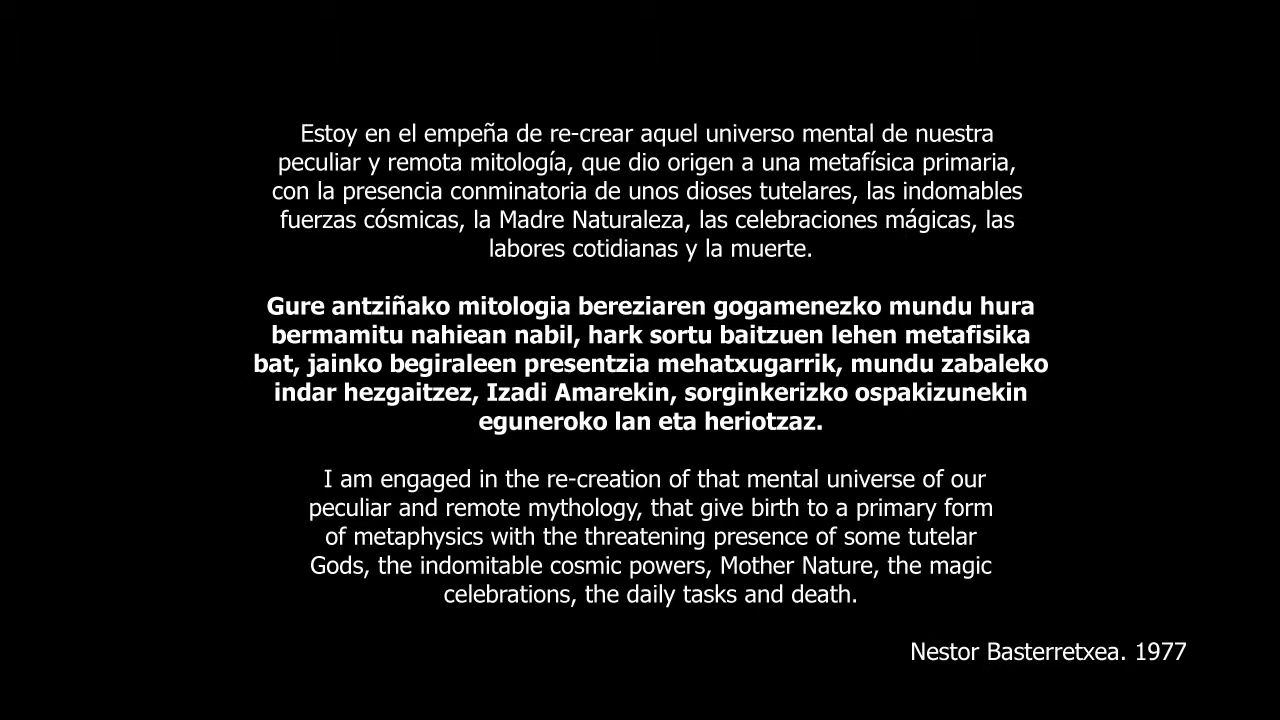 Estoy en el empeña de re-crear aquel universo mental de nuestra
peculiar y remota mitología, que dio origen a una metafísica primaria,
con la presencia conminatoria de unos dioses tutelares, las indomables
fuerzas cósmicas, la Madre Naturaleza, las celebraciones mágicas, las
labores cotidianas y la muerte.
Gure antziñako mitologia bereziaren gogamenezko mundu hura
bermamitu nahiean nabil, hark sortu baitzuen lehen metafisika
bat, jainko begiraleen presentzia mehatxugarrik, mundu zabaleko
indar hezgaitzez, Izadi Amarekin, sorginkerizko ospakizunekin
eguneroko lan eta heriotzaz.
I am engaged in the re-creation of that mental universe of our
peculiar and remote mythology, that give birth to a primary form
of metaphysics with the threatening presence of some tutelar
Gods, the indomitable cosmic powers, Mother Nature, the magic
celebrations, the daily tasks and death.
Nestor Basterretxea. 1977